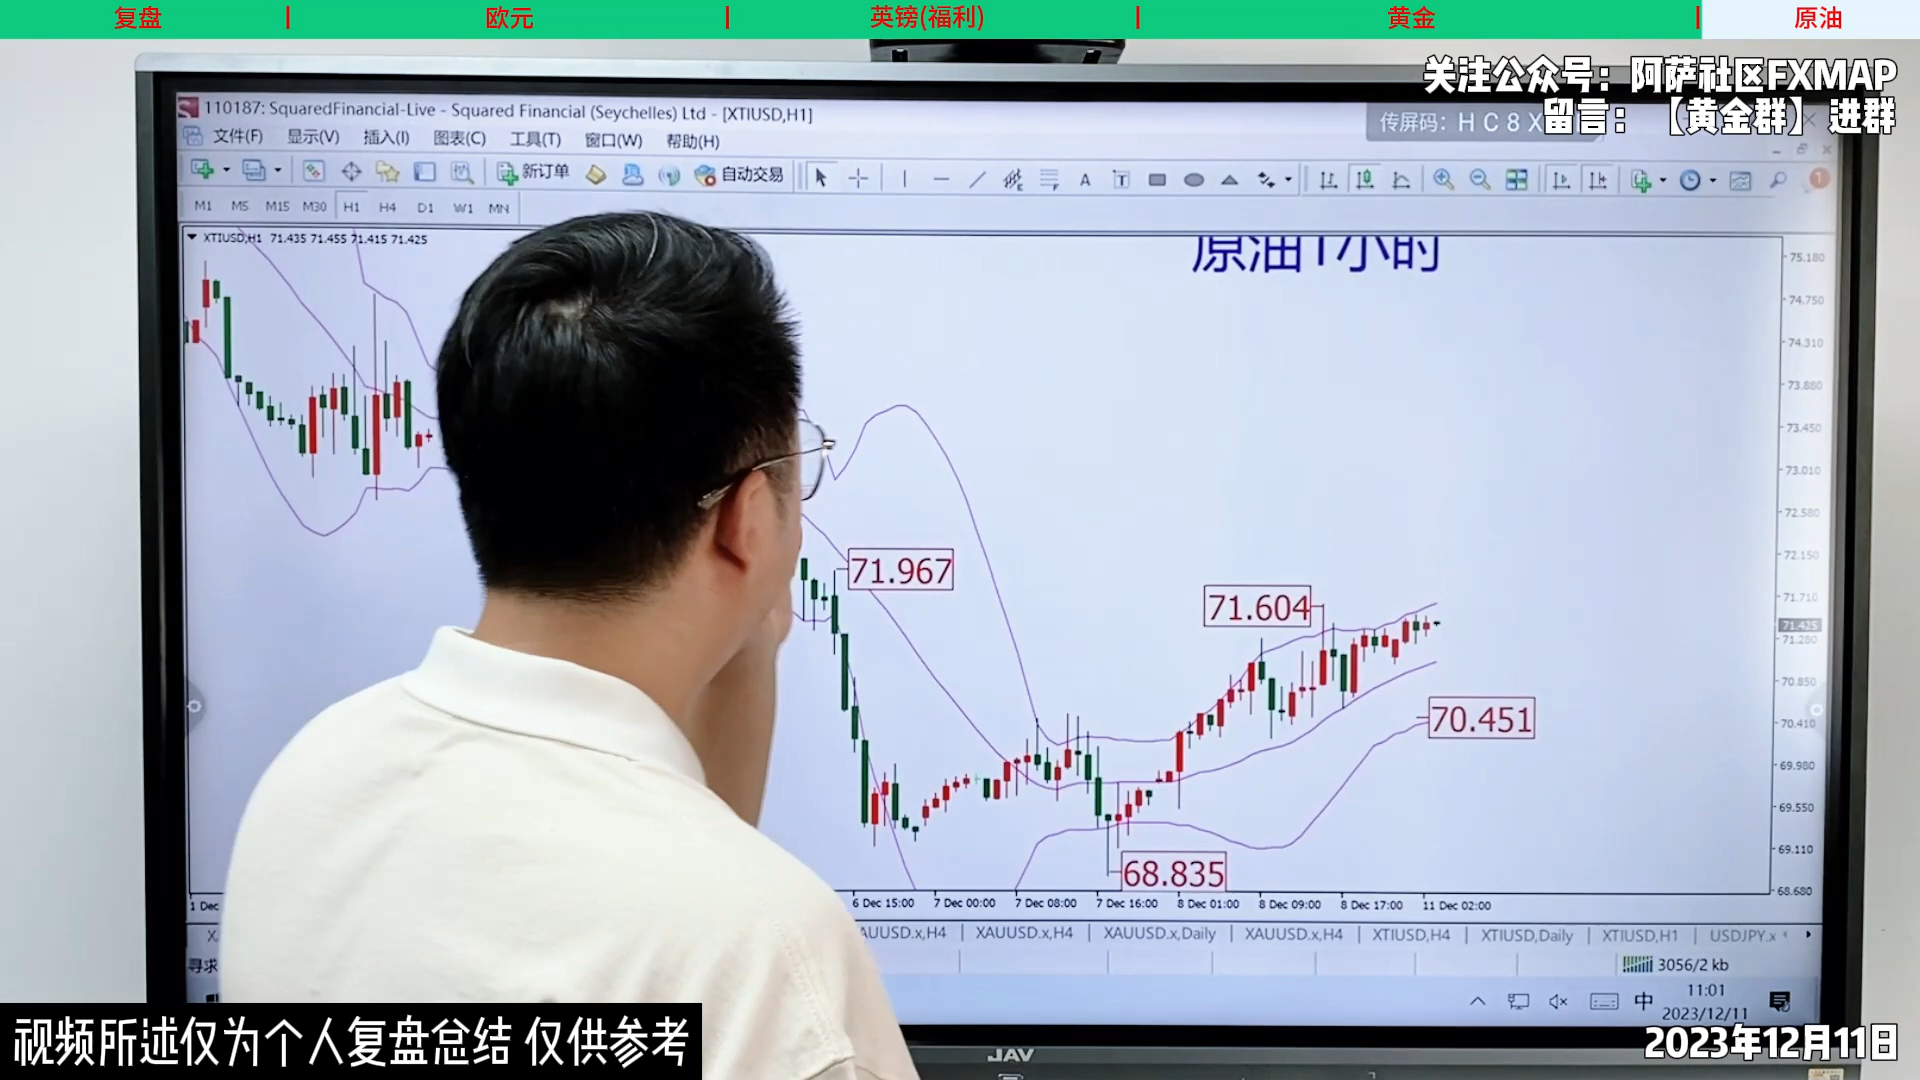 复盘 | 欧元 | 英镑(福利) | 黄金 | 原油
关注公众号：阿萨社区FXMAP
留言：【黄金群】进群
110187: SquaredFinancial-Live - Squared Financial (Seychelles) Ltd - [XTIUSD,H1]
传屏码：H C 8 X
文件(F) 显示(V) 插入(I) 图表(C) 工具(T) 窗口(W) 帮助(H)
新订单 自动交易
M1 M5 M15 M30 H1 H4 D1 W1 MN
XTIUSD,H1 71.435 71.455 71.415 71.425
原油1小时
75.180
74.750
74.310
73.880
73.450
73.010
72.580
72.150
71.967
71.604
71.710
71.425
71.280
70.850
70.451
70.410
69.980
69.550
69.110
68.835
68.680
1 Dec
6 Dec 15:00 7 Dec 00:00 7 Dec 08:00 7 Dec 16:00 8 Dec 01:00 8 Dec 09:00 8 Dec 17:00 11 Dec 02:00
AUUSD.x,H4 | XAUUSD.x,H4 | XAUUSD.x,Daily | XAUUSD.x,H4 | XTIUSD,H4 | XTIUSD,Daily | XTIUSD,H1 | USDJPY.x
寻求
3056/2 kb
中
11:01
2023/12/11
视频所述仅为个人复盘总结 仅供参考
2023年12月11日
JAV